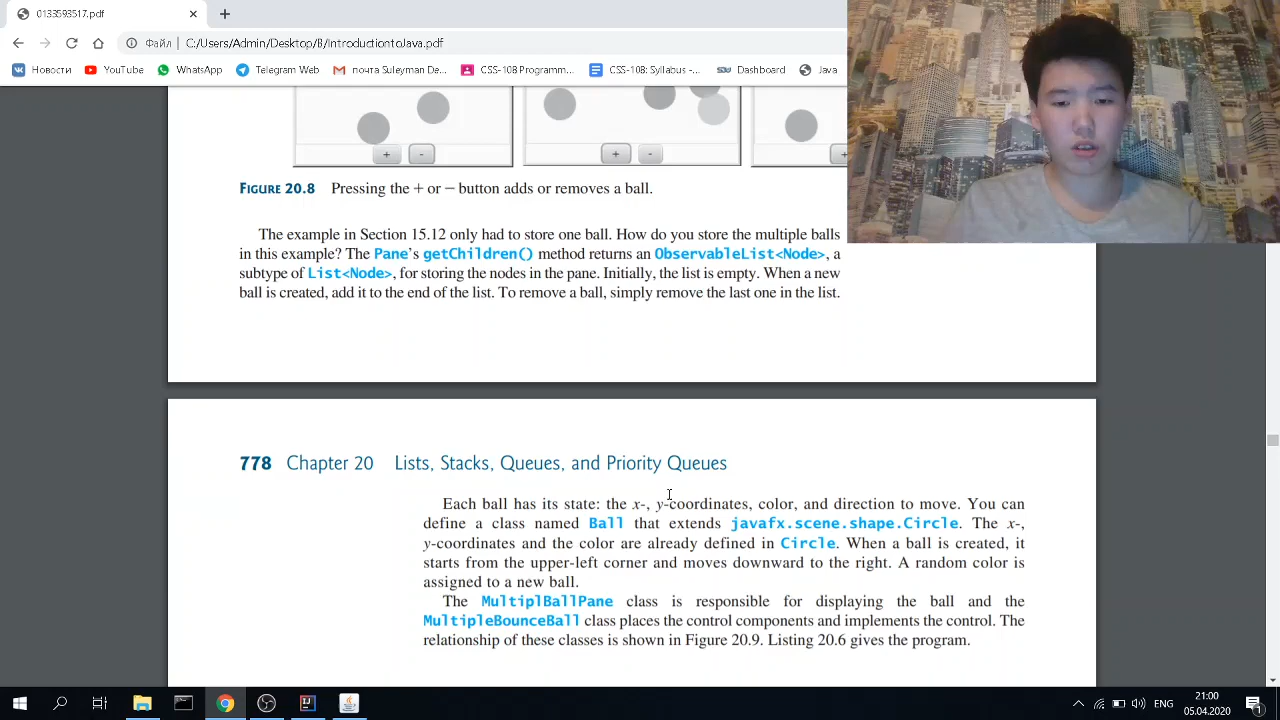 0133593517.pdf
Файл | C:/Users/Admin/Desktop/B/IntroductiontoJava.pdf
Новости YouTube WhatsApp Telegram Web почта Suleyman De... CSS-108 Programm... CSS-108: Syllabus -... Dashboard Java
+ - + - +
FIGURE 20.8 Pressing the + or − button adds or removes a ball.
The example in Section 15.12 only had to store one ball. How do you store the multiple balls
in this example? The Pane's getChildren() method returns an ObservableList<Node>, a
subtype of List<Node>, for storing the nodes in the pane. Initially, the list is empty. When a new
ball is created, add it to the end of the list. To remove a ball, simply remove the last one in the list.
778 Chapter 20 Lists, Stacks, Queues, and Priority Queues
Each ball has its state: the x-, y-coordinates, color, and direction to move. You can
define a class named Ball that extends javafx.scene.shape.Circle. The x-,
y-coordinates and the color are already defined in Circle. When a ball is created, it
starts from the upper-left corner and moves downward to the right. A random color is
assigned to a new ball.
The MultiplBallPane class is responsible for displaying the ball and the
MultipleBounceBall class places the control components and implements the control. The
relationship of these classes is shown in Figure 20.9. Listing 20.6 gives the program.
ENG
21:00
05.04.2020